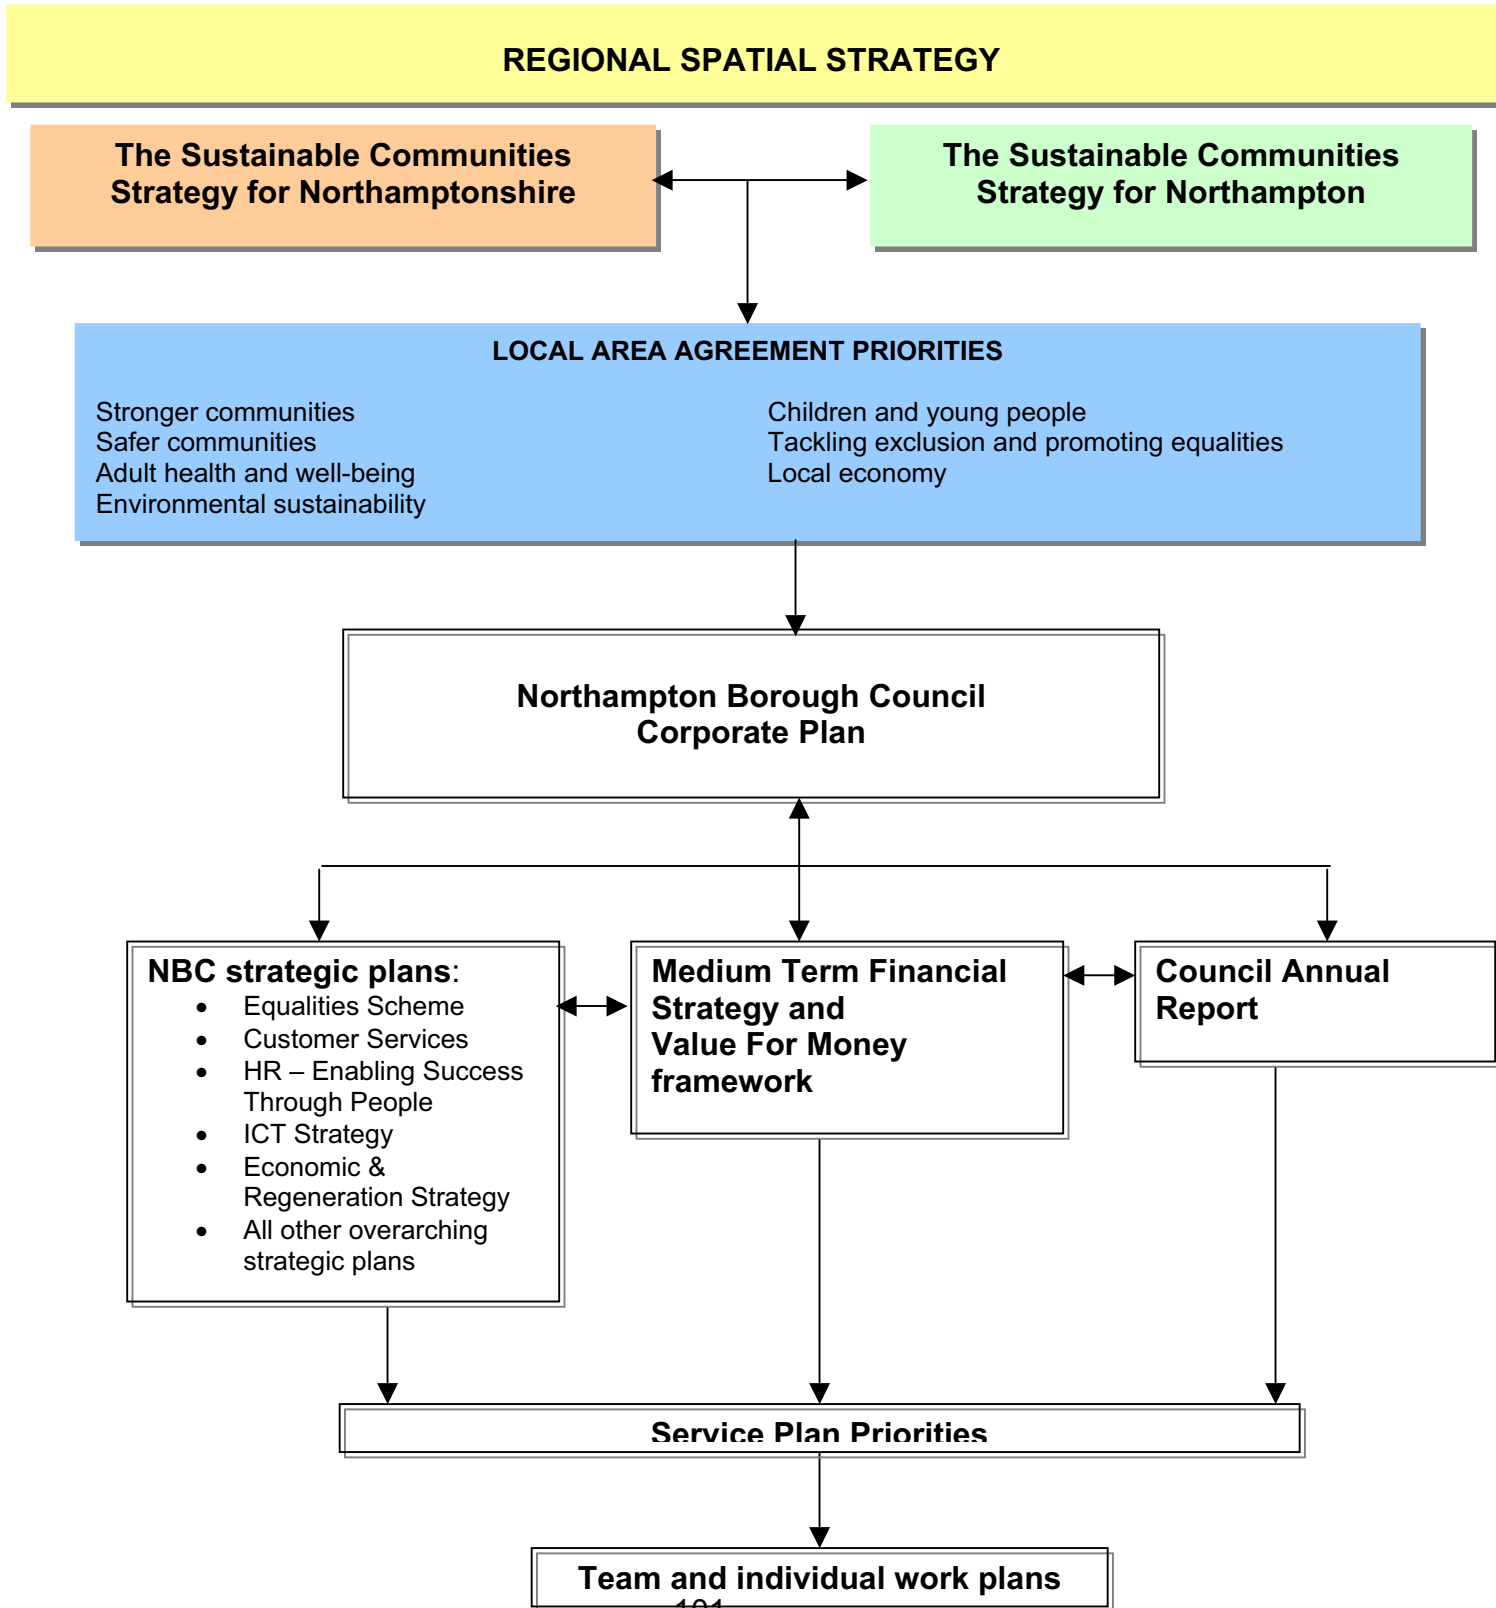 REGIONAL SPATIAL STRATEGY
The Sustainable Communities
Strategy for Northamptonshire
The Sustainable Communities
Strategy for Northampton
LOCAL AREA AGREEMENT PRIORITIES
Stronger communities
Safer communities
Adult health and well-being
Environmental sustainability
Children and young people
Tackling exclusion and promoting equalities
Local economy
Northampton Borough Council
Corporate Plan
NBC strategic plans:
• Equalities Scheme
• Customer Services
• HR – Enabling Success
Through People
• ICT Strategy
• Economic &
Regeneration Strategy
• All other overarching
strategic plans
Medium Term Financial
Strategy and
Value For Money
framework
Council Annual
Report
Service Plan Priorities
Team and individual work plans
101